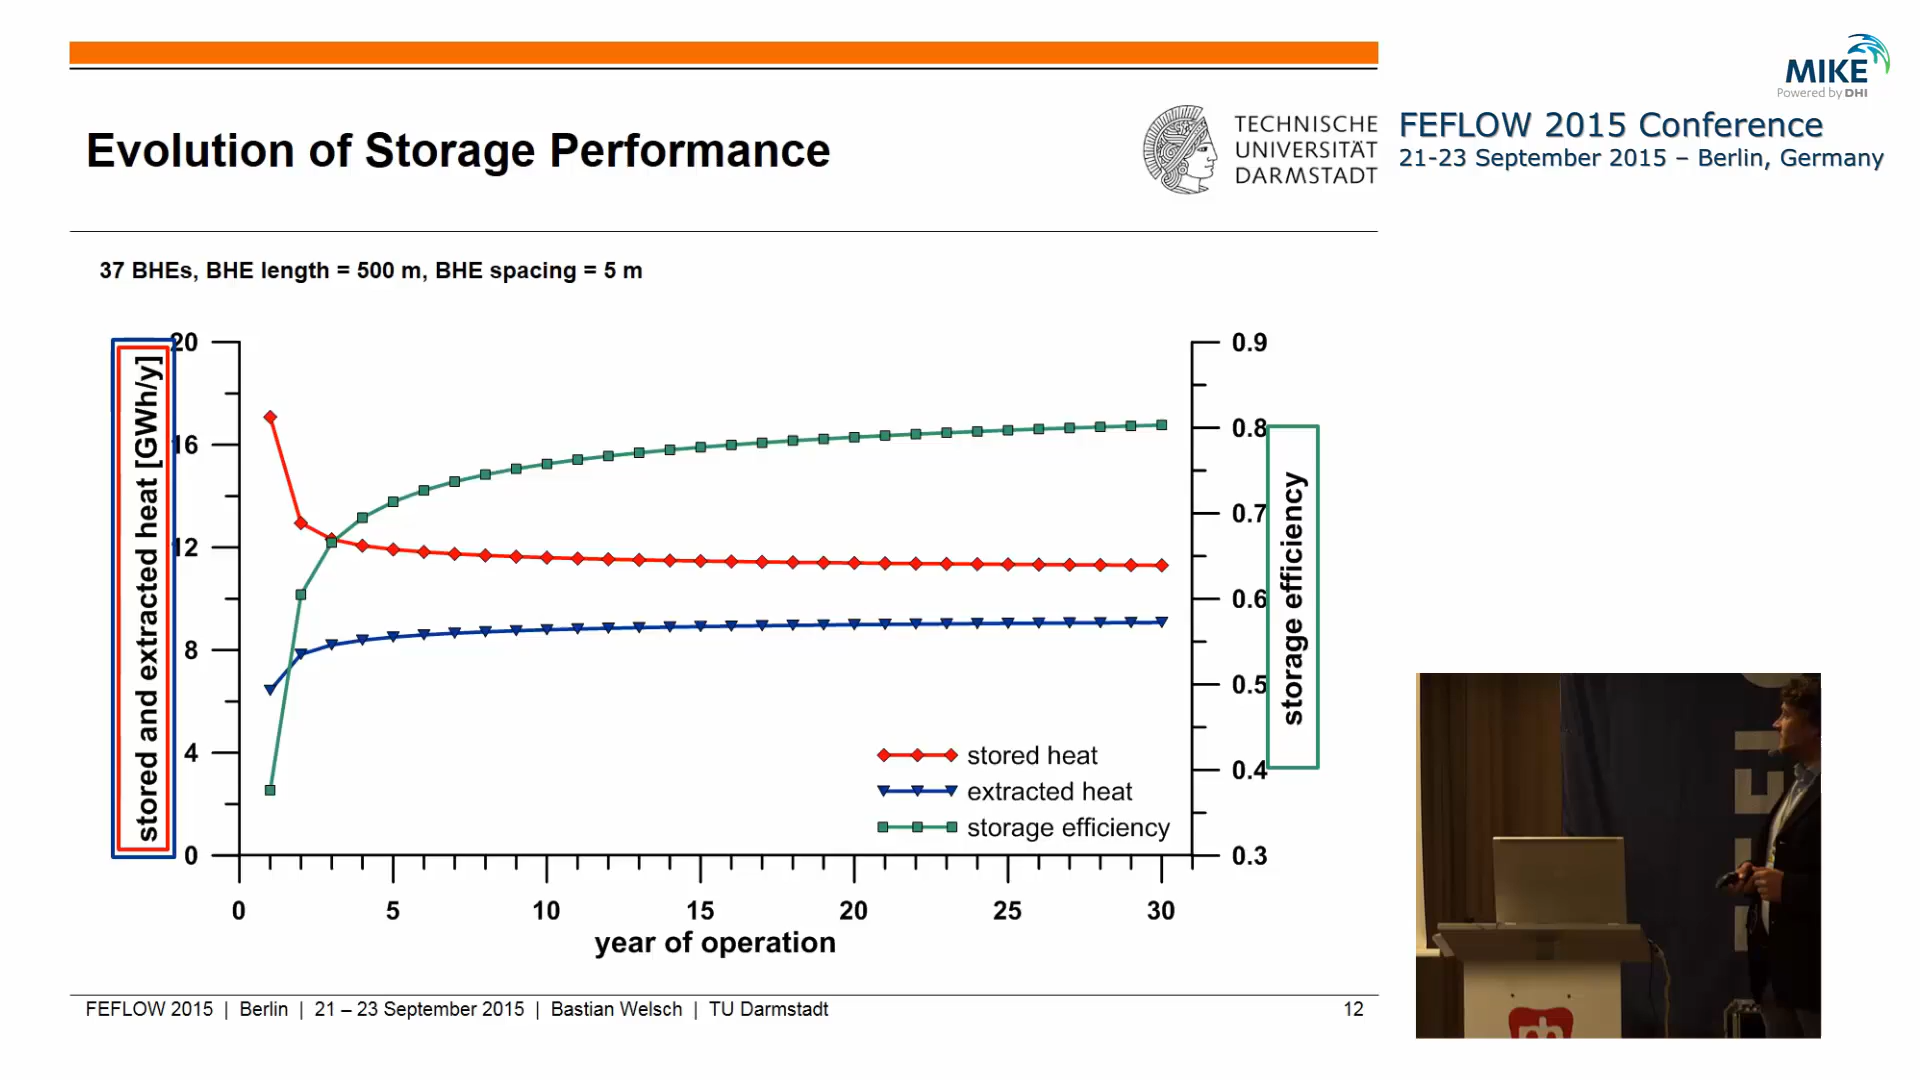 MIKE
Powered by DHI
FEFLOW 2015 Conference
21-23 September 2015 – Berlin, Germany
Evolution of Storage Performance
TECHNISCHE
UNIVERSITÄT
DARMSTADT
37 BHEs, BHE length = 500 m, BHE spacing = 5 m
stored and extracted heat [GWh/y]
20
16
12
8
4
0
0.9
0.8
0.7
0.6
0.5
0.4
0.3
storage efficiency
stored heat
extracted heat
storage efficiency
0 5 10 15 20 25 30
year of operation
FEFLOW 2015 | Berlin | 21 – 23 September 2015 | Bastian Welsch | TU Darmstadt
12